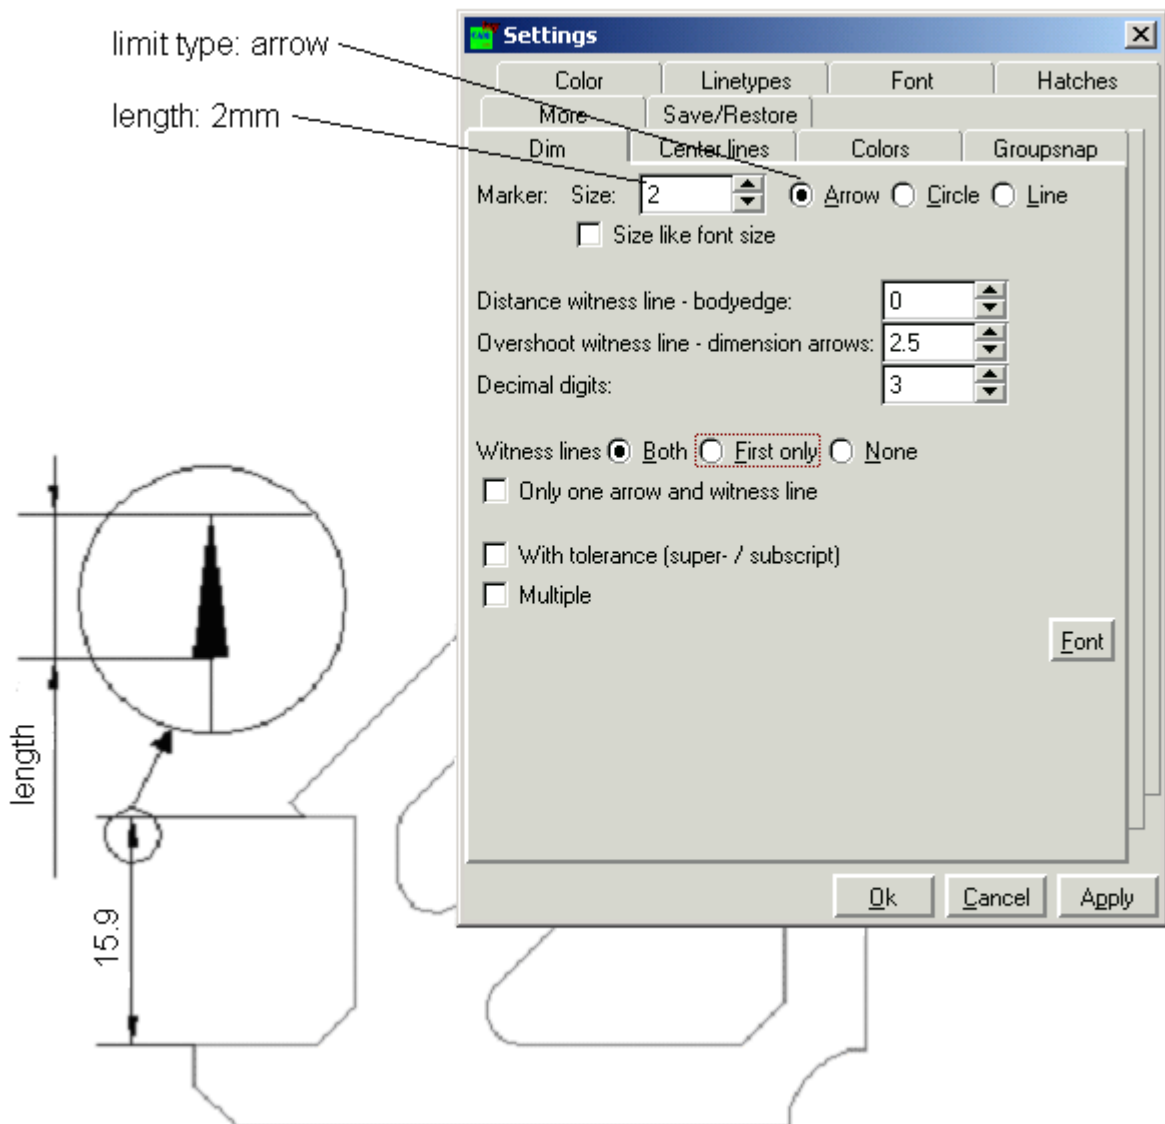 limit type: arrow
length: 2mm
Settings
Color Linetypes Font Hatches
More Save/Restore
Dim Center lines Colors Groupsnap
Marker: Size: 2 Arrow Circle Line
Size like font size
Distance witness line - bodyedge: 0
Overshoot witness line - dimension arrows: 2.5
Decimal digits: 3
Witness lines Both First only None
Only one arrow and witness line
With tolerance (super- / subscript)
Multiple
Font
Ok Cancel Apply
length
15.9